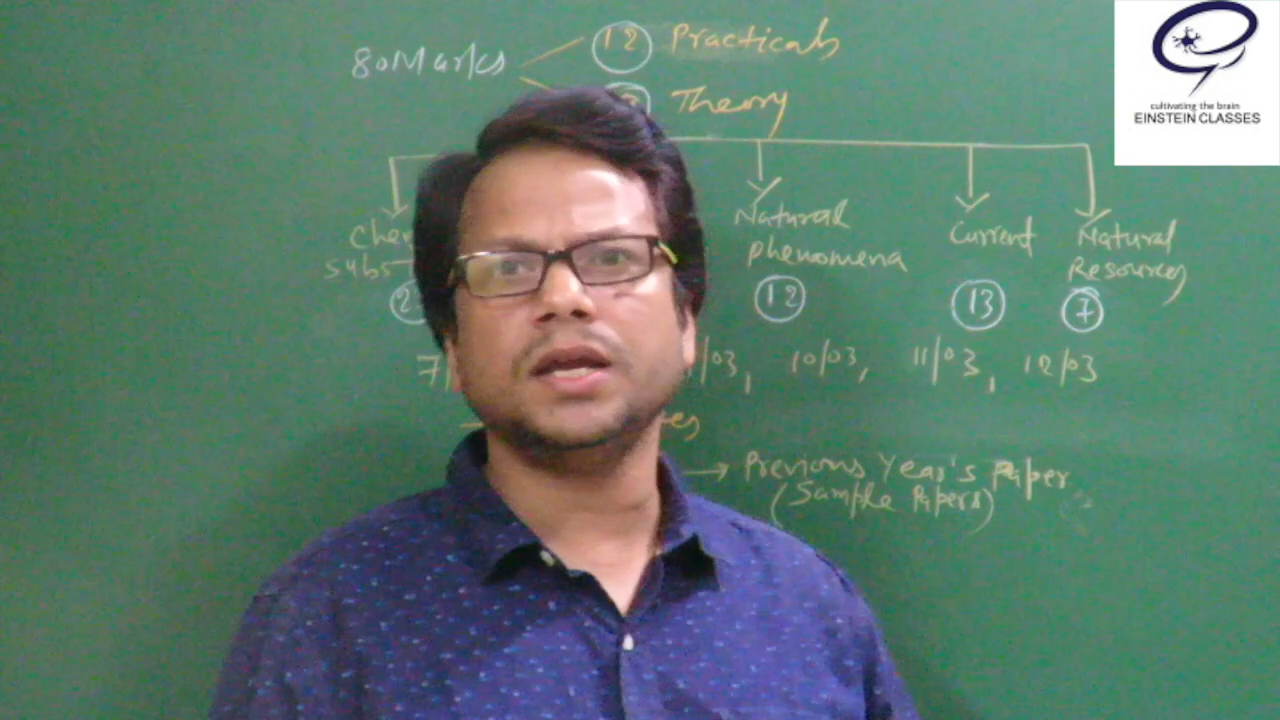 80 Marks
12 Practicals
Theory
Natural
phenomena
12
Current
13
Natural
Resources
7
10/03, 11/03, 12/03
Previous Year's Paper
(Sample Papers)
cultivating the brain
EINSTEIN CLASSES